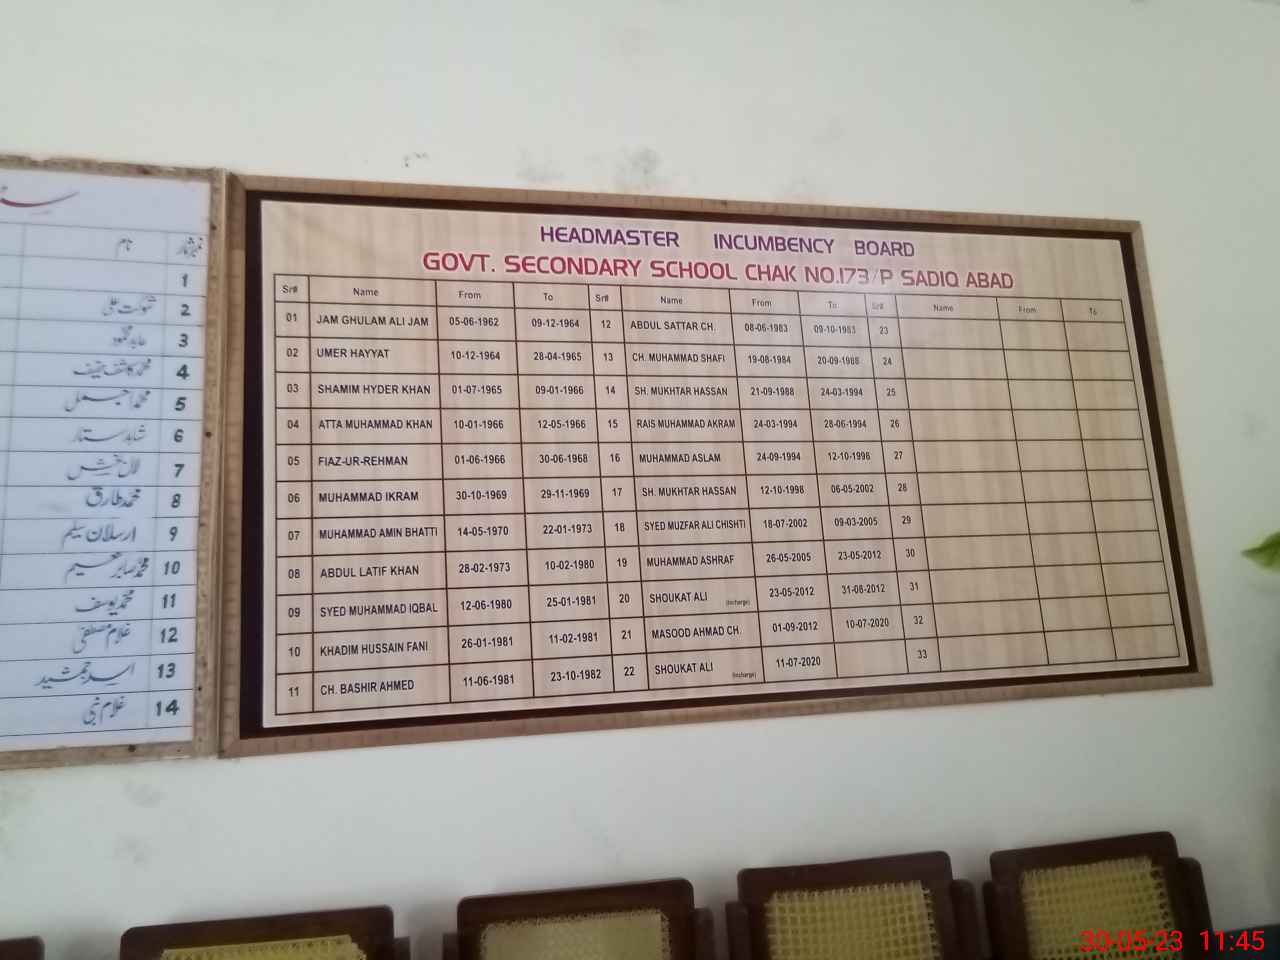 HEADMASTER INCUMBENCY BOARD
GOVT. SECONDARY SCHOOL CHAK NO.173/P SADIQ ABAD
Sr# Name From To Sr# Name From To Sr# Name From To
01 JAM GHULAM ALI JAM 05-06-1962 09-12-1964 12 ABDUL SATTAR CH. 08-06-1983 09-10-1983 23
02 UMER HAYYAT 10-12-1964 28-04-1965 13 CH. MUHAMMAD SHAFI 19-08-1984 20-09-1988 24
03 SHAMIM HYDER KHAN 01-07-1965 09-01-1966 14 SH. MUKHTAR HASSAN 21-09-1988 24-03-1994 25
04 ATTA MUHAMMAD KHAN 10-01-1966 12-05-1966 15 RAIS MUHAMMAD AKRAM 24-03-1994 28-06-1994 26
05 FIAZ-UR-REHMAN 01-06-1966 30-06-1968 16 MUHAMMAD ASLAM 24-09-1994 12-10-1998 27
06 MUHAMMAD IKRAM 30-10-1969 29-11-1969 17 SH. MUKHTAR HASSAN 12-10-1998 06-05-2002 28
07 MUHAMMAD AMIN BHATTI 14-05-1970 22-01-1973 18 SYED MUZFAR ALI CHISHTI 18-07-2002 09-03-2005 29
08 ABDUL LATIF KHAN 28-02-1973 10-02-1980 19 MUHAMMAD ASHRAF 26-05-2005 23-05-2012 30
09 SYED MUHAMMAD IQBAL 12-06-1980 25-01-1981 20 SHOUKAT ALI (Incharge) 23-05-2012 31-08-2012 31
10 KHADIM HUSSAIN FANI 26-01-1981 11-02-1981 21 MASOOD AHMAD CH. 01-09-2012 10-07-2020 32
11 CH. BASHIR AHMED 11-06-1981 23-10-1982 22 SHOUKAT ALI (Incharge) 11-07-2020 33
نمبرشمار نام
1
2 شوکت علی
3 عابد محمود
4 محمد کاشف حنیف
5 محمد اجمل
6 شاہد ستار
7 لال بخش
8 محمد طارق
9 ارسلان سلیم
10 محمد صابر نعیم
11 محمد یوسف
12 غلام مصطفیٰ
13 اسد جمشید
14 غلام نبی
30-05-23 11:45